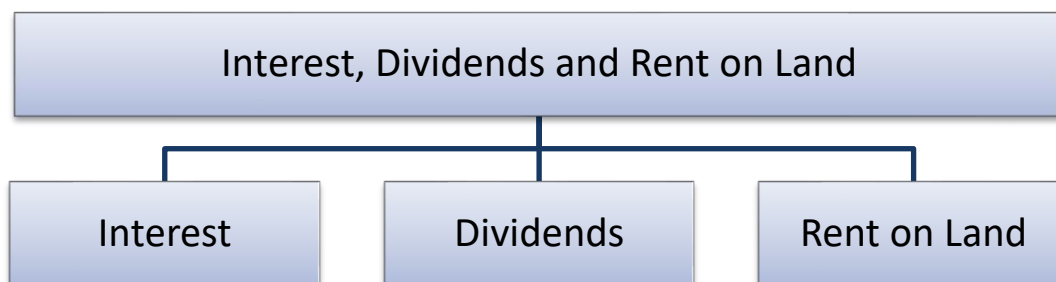 Interest, Dividends and Rent on Land
Interest
Dividends
Rent on Land